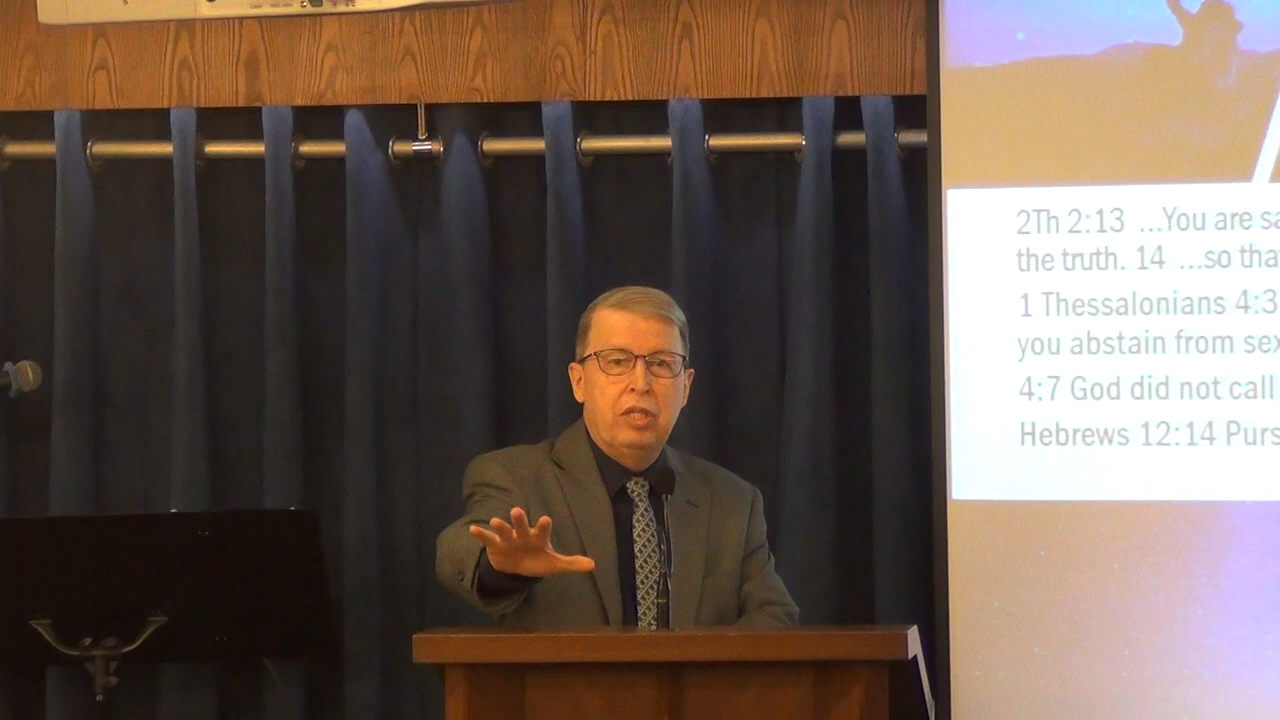 2Th 2:13 ...You are sa
the truth. 14 ...so tha
1 Thessalonians 4:3
you abstain from sex
4:7 God did not call
Hebrews 12:14 Purs